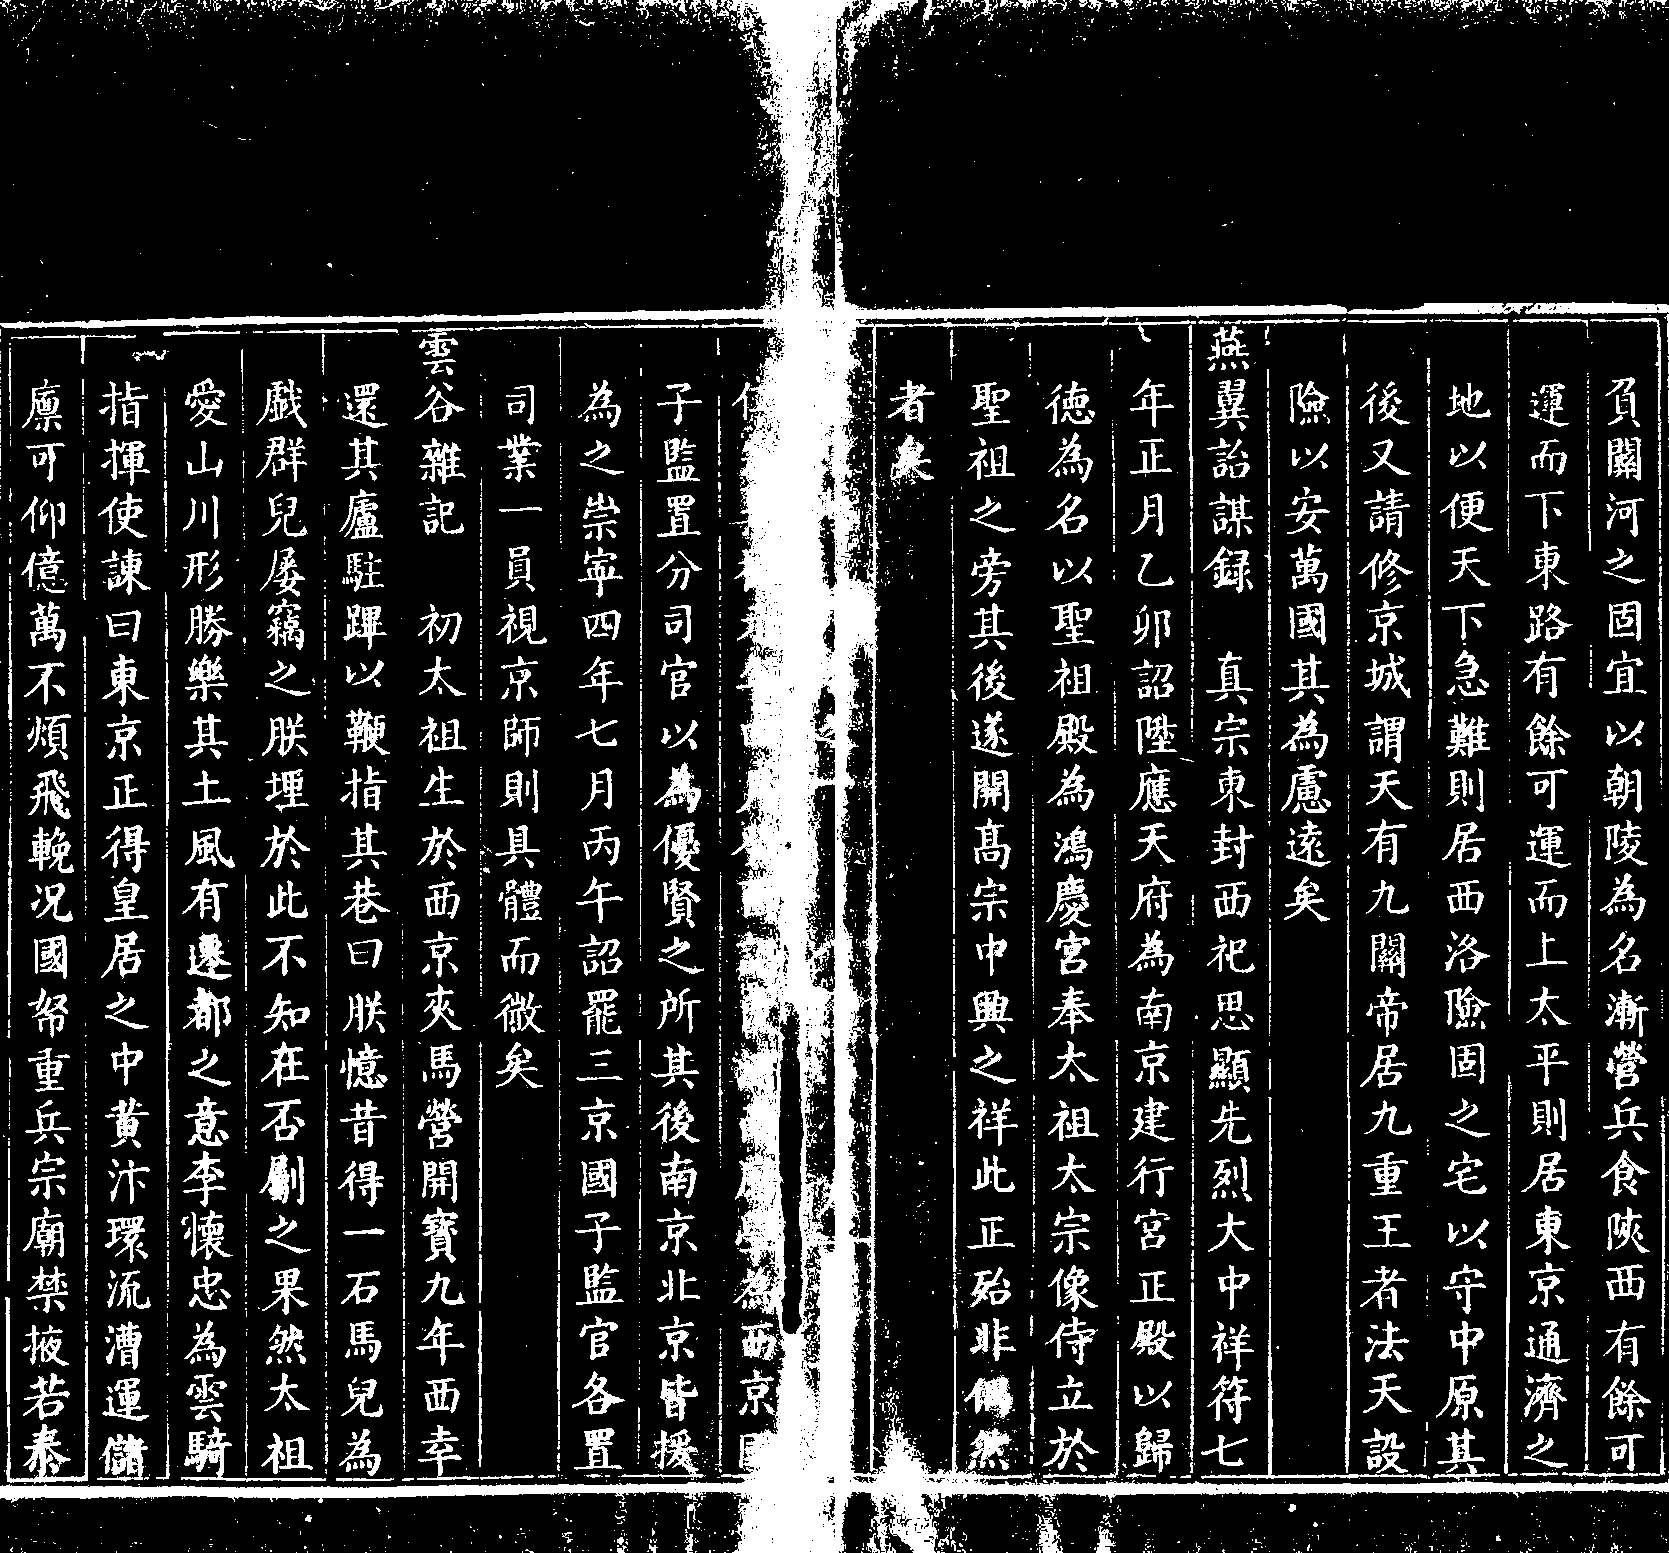 負關河之固宜以朝陵為名漸營兵食陝西有餘可
運而下東路有餘可運而上太平則居東京通濟之
地以便天下急難則居西洛險固之宅以守中原其
後又請修京城謂天有九關帝居九重王者法天設
險以安萬國其為慮遠矣
燕翼詒謀録　真宗東封西祀思顯先烈大中祥符七
年正月乙卯詔陞應天府為南京建行宮正殿以歸
德為名以聖祖殿為鴻慶宮奉太祖太宗像侍立於
聖祖之旁其後遂開高宗中興之祥此正殆非偶然
者矣
為西京國
子監置分司官以為優賢之所其後南京北京皆援
為之崇寧四年七月丙午詔罷三京國子監官各置
司業一員視京師則具體而微矣
雲谷雜記　初太祖生於西京夾馬營開寳九年西幸
還其廬駐蹕以鞭指其巷曰朕憶昔得一石馬兒為
戲群兒屡竊之朕埋於此不知在否斸之果然太祖
愛山川形勝樂其土風有遷都之意李懷忠為雲騎
指揮使諫曰東京正得皇居之中黄汴環流漕運儲
廪可仰億萬不煩飛輓况國帑重兵宗廟禁掖若泰